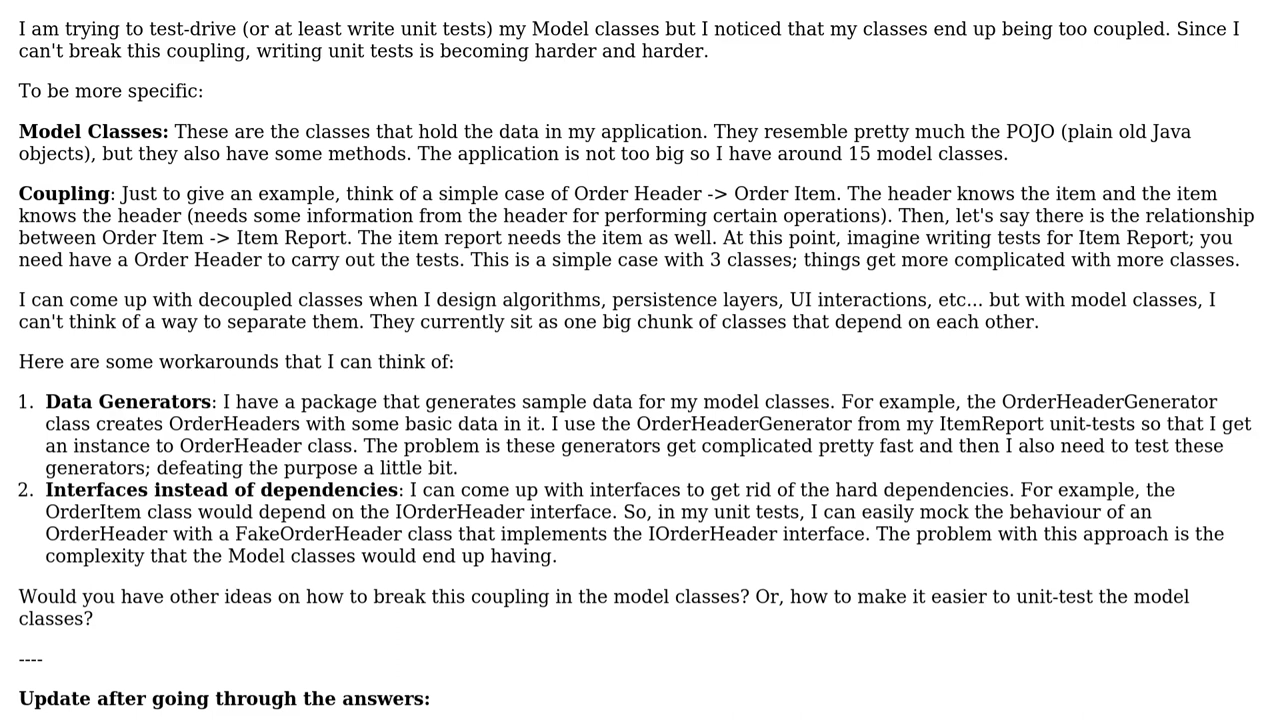 I am trying to test-drive (or at least write unit tests) my Model classes but I noticed that my classes end up being too coupled. Since I
can't break this coupling, writing unit tests is becoming harder and harder.
To be more specific:
Model Classes: These are the classes that hold the data in my application. They resemble pretty much the POJO (plain old Java
objects), but they also have some methods. The application is not too big so I have around 15 model classes.
Coupling: Just to give an example, think of a simple case of Order Header -> Order Item. The header knows the item and the item
knows the header (needs some information from the header for performing certain operations). Then, let's say there is the relationship
between Order Item -> Item Report. The item report needs the item as well. At this point, imagine writing tests for Item Report; you
need have a Order Header to carry out the tests. This is a simple case with 3 classes; things get more complicated with more classes.
I can come up with decoupled classes when I design algorithms, persistence layers, UI interactions, etc... but with model classes, I
can't think of a way to separate them. They currently sit as one big chunk of classes that depend on each other.
Here are some workarounds that I can think of:
1. Data Generators: I have a package that generates sample data for my model classes. For example, the OrderHeaderGenerator
class creates OrderHeaders with some basic data in it. I use the OrderHeaderGenerator from my ItemReport unit-tests so that I get
an instance to OrderHeader class. The problem is these generators get complicated pretty fast and then I also need to test these
generators; defeating the purpose a little bit.
2. Interfaces instead of dependencies: I can come up with interfaces to get rid of the hard dependencies. For example, the
OrderItem class would depend on the IOrderHeader interface. So, in my unit tests, I can easily mock the behaviour of an
OrderHeader with a FakeOrderHeader class that implements the IOrderHeader interface. The problem with this approach is the
complexity that the Model classes would end up having.
Would you have other ideas on how to break this coupling in the model classes? Or, how to make it easier to unit-test the model
classes?
----
Update after going through the answers: